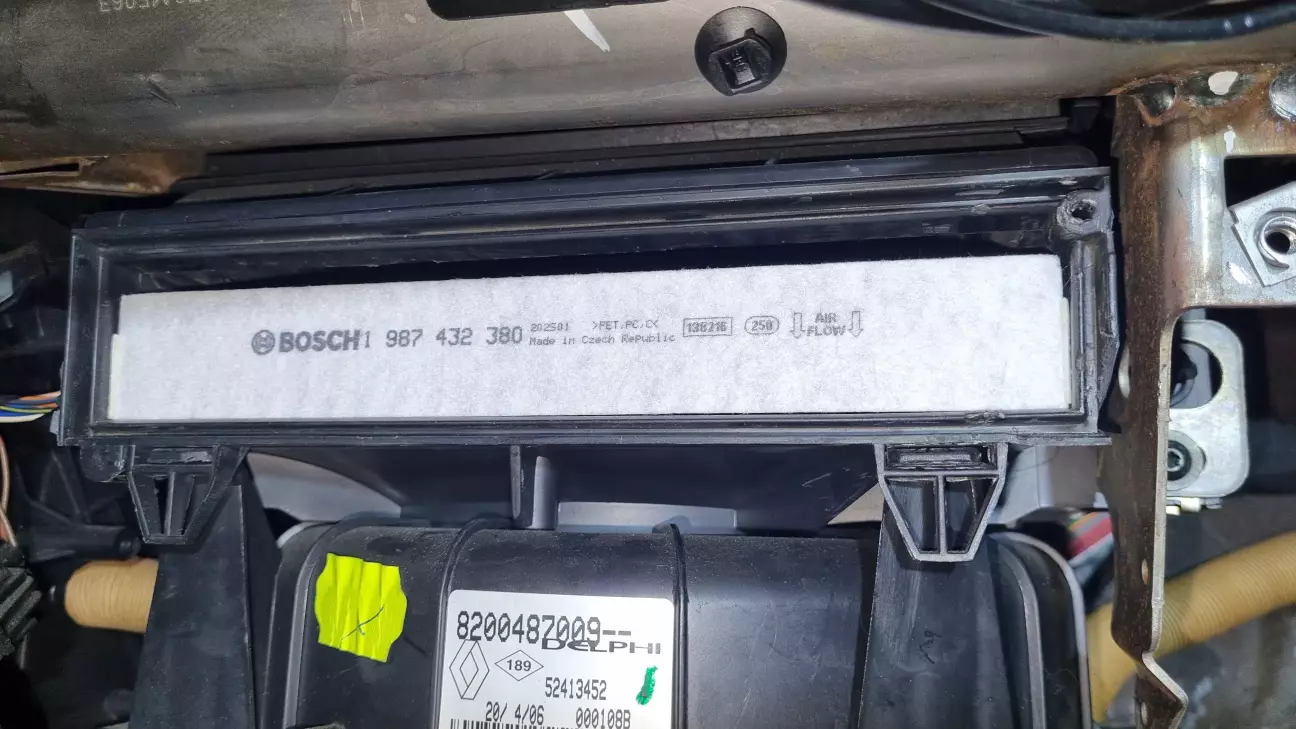 BOSCH 1 987 432 380
202501 >PET,PC,C<
Made in Czech Republic
138216
250
AIR
FLOW
8200487009--
DELPHI
189
52413452
20/ 4/06 000108B